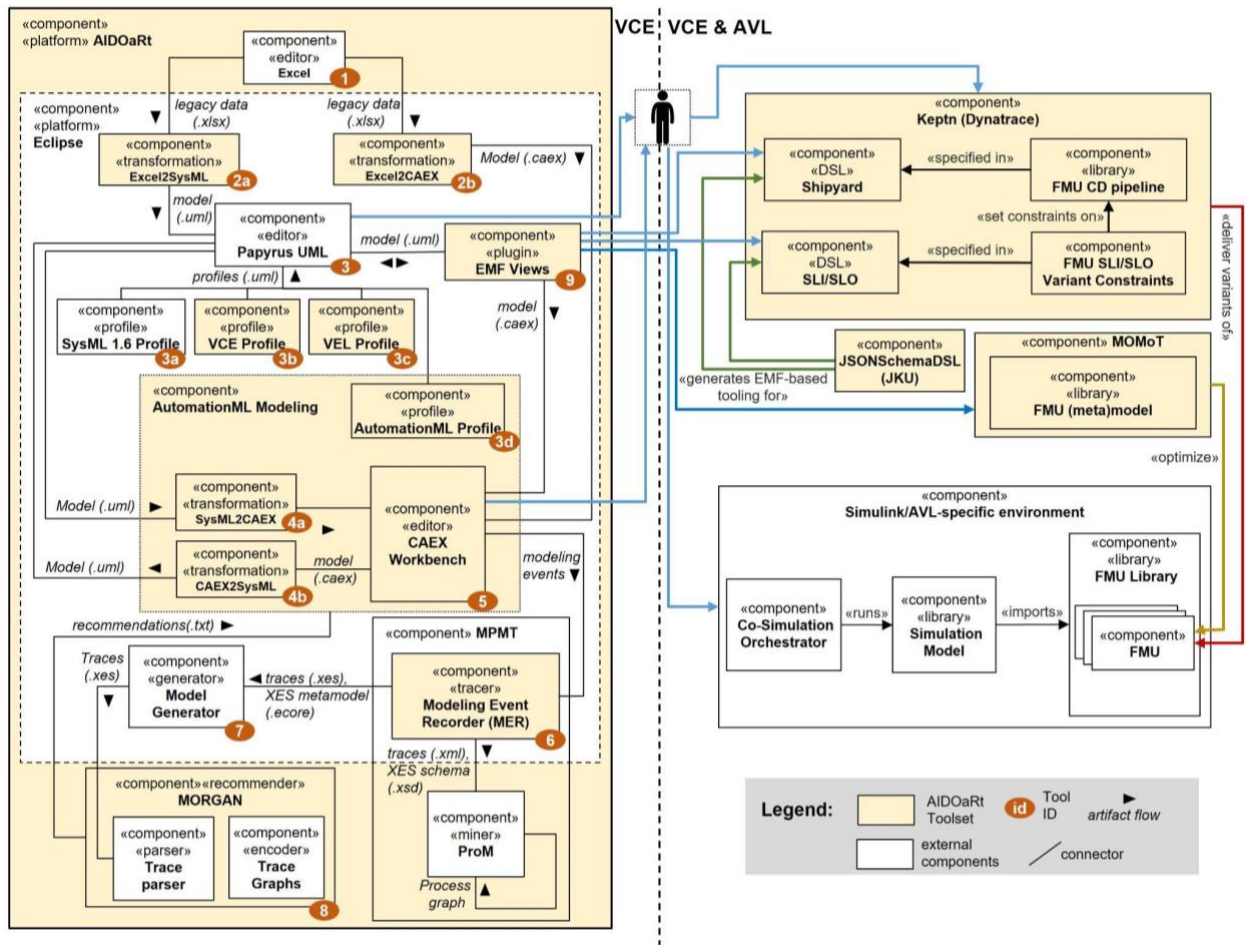 «component»
«platform» AIDOaRt
VCE
VCE & AVL
«component»
«editor»
Excel
1
«component»
«platform»
Eclipse
legacy data
(.xlsx)
legacy data
(.xlsx)
«component»
«transformation»
Excel2SysML
2a
«component»
«transformation»
Excel2CAEX
2b
Model (.caex)
model
(.uml)
«component»
«editor»
Papyrus UML
3
model (.uml)
«component»
«plugin»
EMF Views
9
profiles (.uml)
«component»
«profile»
SysML 1.6 Profile
3a
«component»
«profile»
VCE Profile
3b
«component»
«profile»
VEL Profile
3c
model
(.caex)
«component»
AutomationML Modeling
«component»
«profile»
AutomationML Profile
3d
Model (.uml)
«component»
«transformation»
SysML2CAEX
4a
«component»
«editor»
CAEX
Workbench
5
Model (.uml)
«component»
«transformation»
CAEX2SysML
4b
model
(.caex)
modeling
events
recommendations(.txt)
«component» MPMT
Traces
(.xes)
«component»
«generator»
Model
Generator
7
traces (.xes),
XES metamodel
(.ecore)
«component»
«tracer»
Modeling Event
Recorder (MER)
6
traces (.xml),
XES schema
(.xsd)
«component»«recommender»
MORGAN
«component»
«parser»
Trace
parser
«component»
«encoder»
Trace
Graphs
8
«component»
«miner»
ProM
Process
graph
«component»
Keptn (Dynatrace)
«component»
«DSL»
Shipyard
«specified in»
«component»
«library»
FMU CD pipeline
«set constraints on»
«component»
«DSL»
SLI/SLO
«specified in»
«component»
FMU SLI/SLO
Variant Constraints
«deliver variants of»
«component»
JSONSchemaDSL
(JKU)
«generates EMF-based
tooling for»
«component» MOMoT
«component»
«library»
FMU (meta)model
«optimize»
«component»
Simulink/AVL-specific environment
«component»
Co-Simulation
Orchestrator
«runs»
«component»
«library»
Simulation
Model
«imports»
«component»
«library»
FMU Library
«component»
FMU
Legend:
AIDOaRt
Toolset
id
Tool
ID
artifact flow
external
components
connector